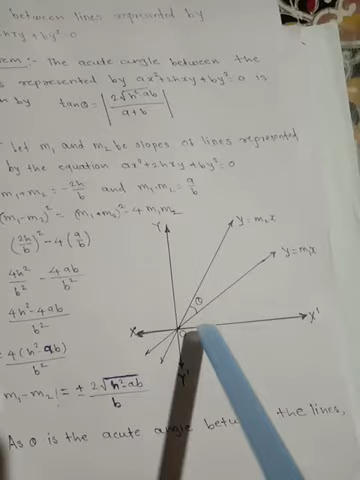 between lines represented by
hxy + by² = 0
em :- The acute angle between the
s represented by ax² + 2hxy + by² = 0 is
n by tanθ = |2√h²-ab / a+b|
Let m₁ and m₂ be slopes of lines represented
by the equation ax² + 2hxy + by² = 0
m₁ + m₂ = -2h/b and m₁.m₂ = a/b
(m₁-m₂)² = (m₁+m₂)² - 4m₁m₂
(2h/b)² - 4(a/b)
4h²/b² - 4ab/b²
4h² - 4ab / b²
= 4(h² - ab) / b²
m₁ - m₂| = ± 2√h²-ab / b
Y
y = m₂x
y = m₁x
θ
X
X'
Y'
As θ is the acute angle between the lines,